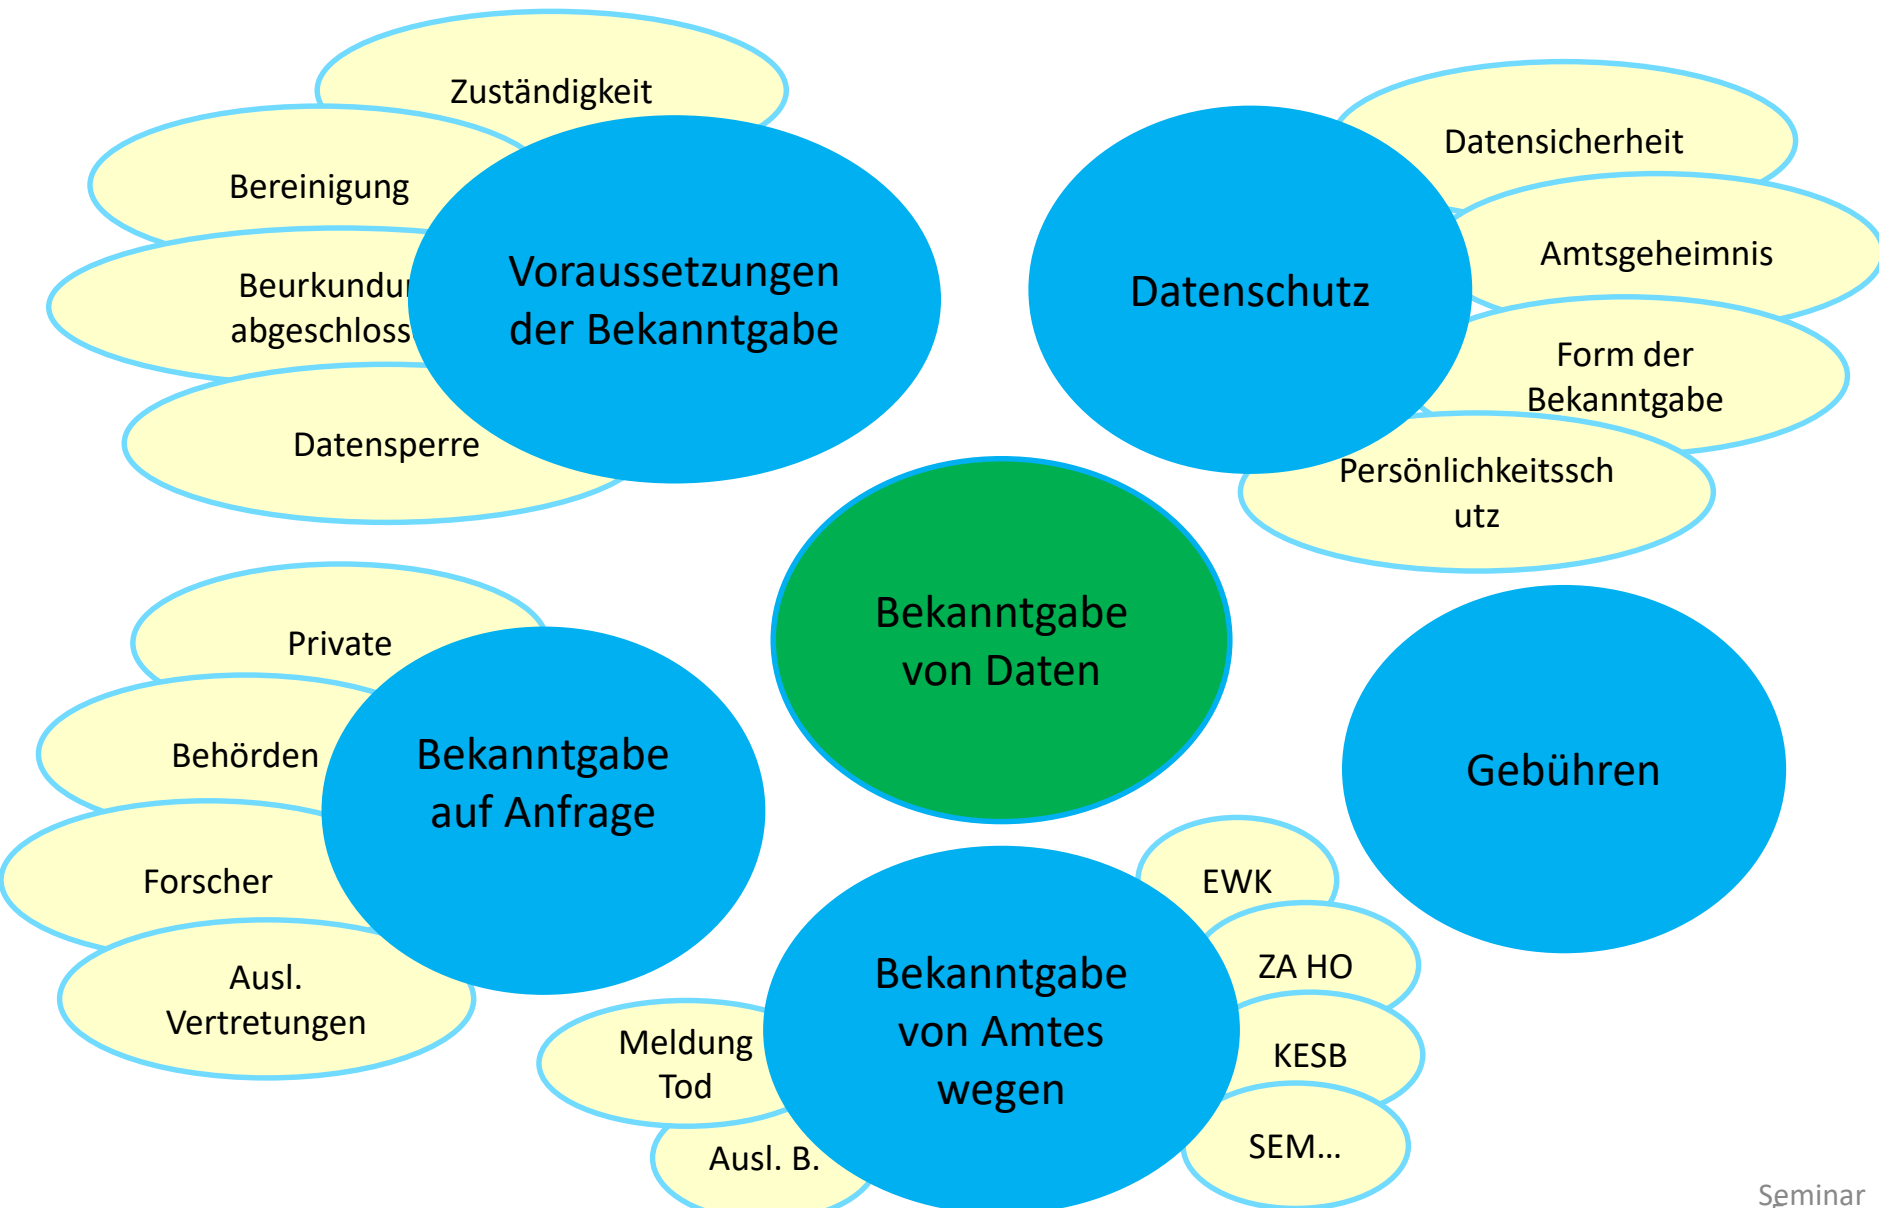 Zuständigkeit
Bereinigung
Beurkundu
abgeschloss
Datensperre
Voraussetzungen
der Bekanntgabe
Datenschutz
Datensicherheit
Amtsgeheimnis
Form der
Bekanntgabe
Persönlichkeitssch
utz
Bekanntgabe
von Daten
Private
Behörden
Forscher
Ausl.
Vertretungen
Bekanntgabe
auf Anfrage
Gebühren
Bekanntgabe
von Amtes
wegen
EWK
ZA HO
KESB
SEM...
Meldung
Tod
Ausl. B.
Seminar